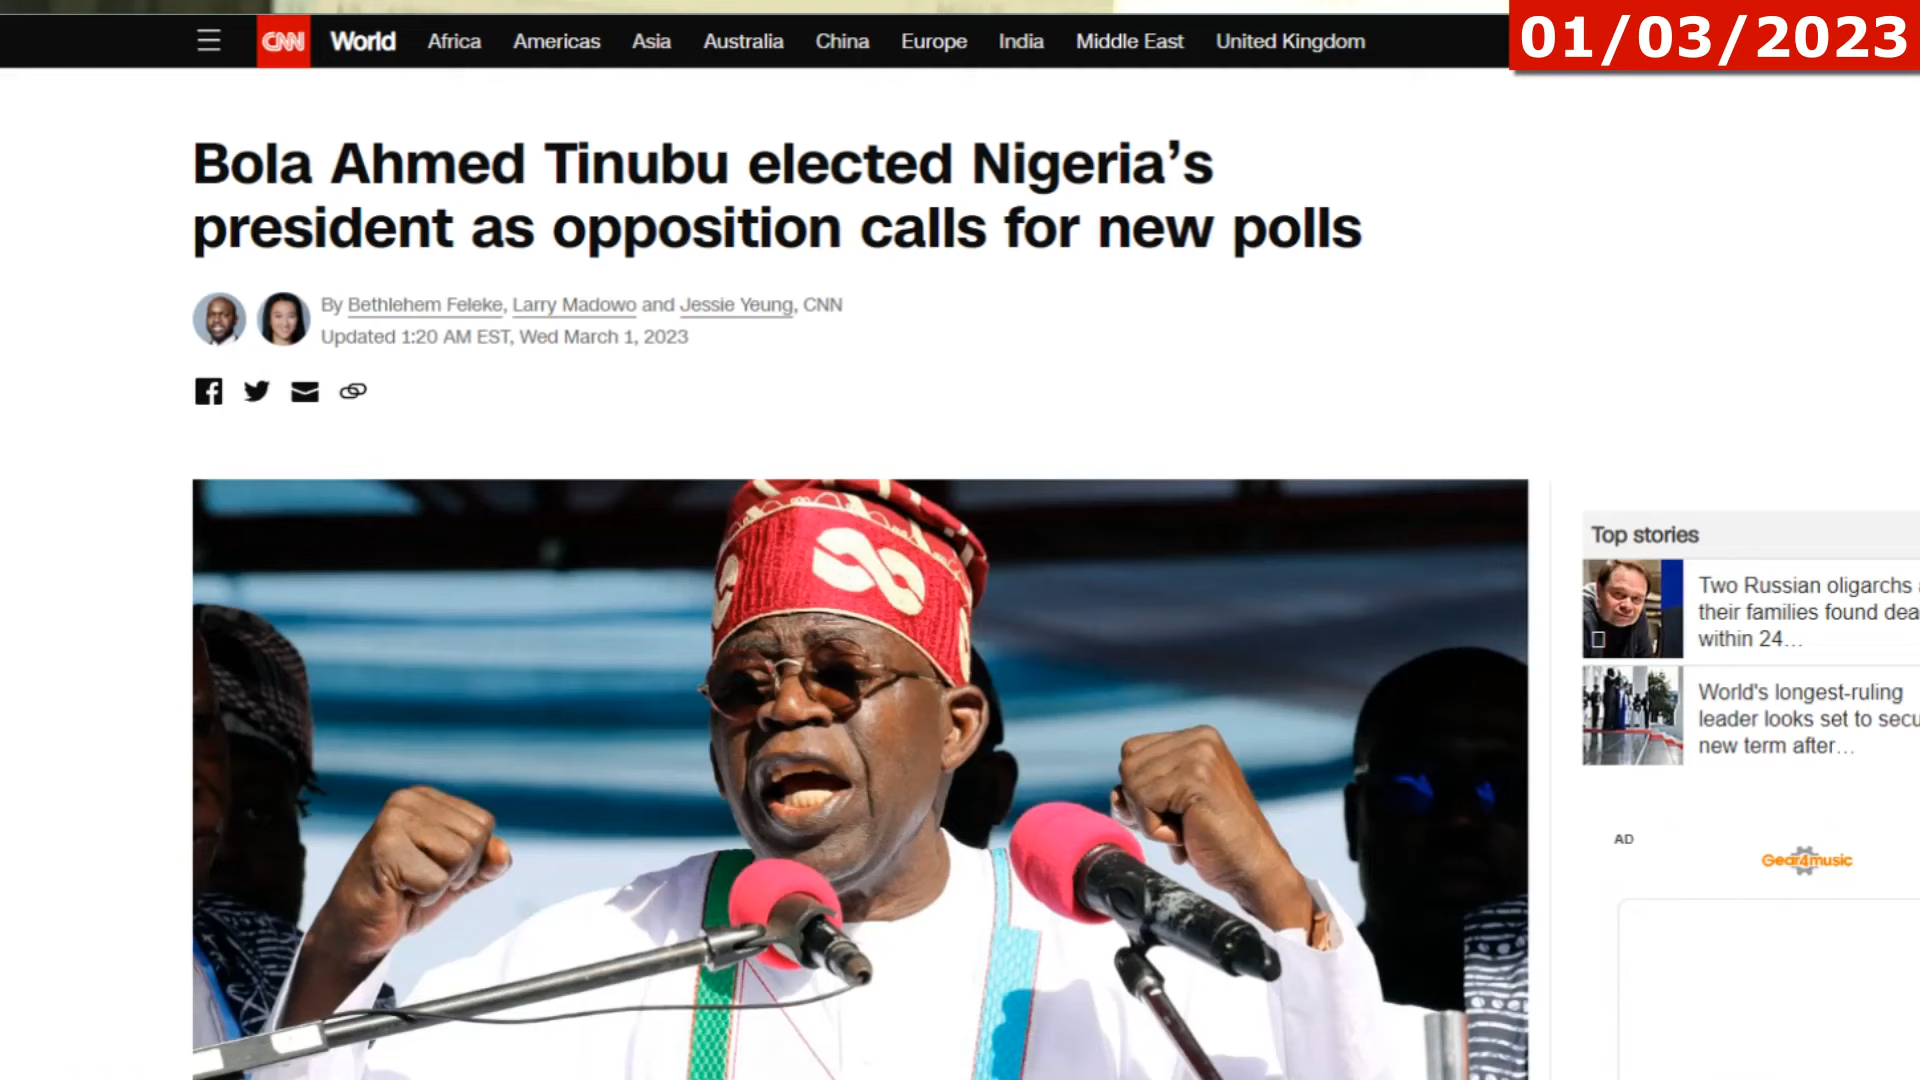 CNN World Africa Americas Asia Australia China Europe India Middle East United Kingdom
01/03/2023
Bola Ahmed Tinubu elected Nigeria’s
president as opposition calls for new polls
By Bethlehem Feleke, Larry Madowo and Jessie Yeung, CNN
Updated 1:20 AM EST, Wed March 1, 2023
Top stories
Two Russian oligarchs
their families found dea
within 24...
World's longest-ruling
leader looks set to secu
new term after...
AD
Gear4music